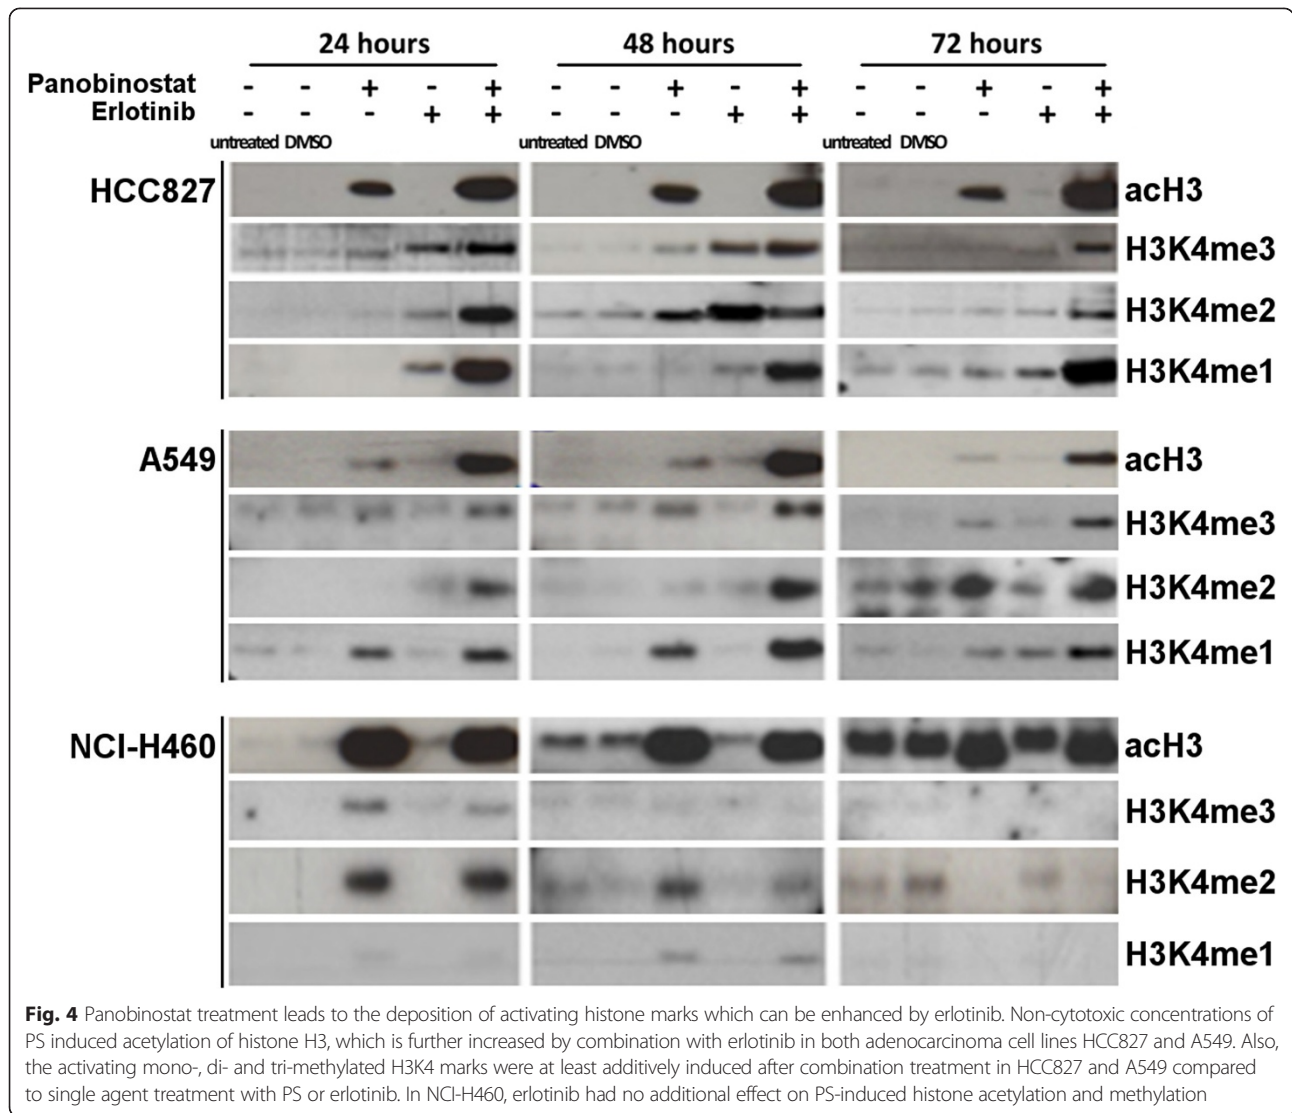 24 hours 48 hours 72 hours
Panobinostat - - + - + - - + - + - - + - +
Erlotinib - - - + + - - - + + - - - + +
untreated DMSO untreated DMSO untreated DMSO
HCC827 acH3
H3K4me3
H3K4me2
H3K4me1
A549 acH3
H3K4me3
H3K4me2
H3K4me1
NCI-H460 acH3
H3K4me3
H3K4me2
H3K4me1
Fig. 4 Panobinostat treatment leads to the deposition of activating histone marks which can be enhanced by erlotinib. Non-cytotoxic concentrations of
PS induced acetylation of histone H3, which is further increased by combination with erlotinib in both adenocarcinoma cell lines HCC827 and A549. Also,
the activating mono-, di- and tri-methylated H3K4 marks were at least additively induced after combination treatment in HCC827 and A549 compared
to single agent treatment with PS or erlotinib. In NCI-H460, erlotinib had no additional effect on PS-induced histone acetylation and methylation